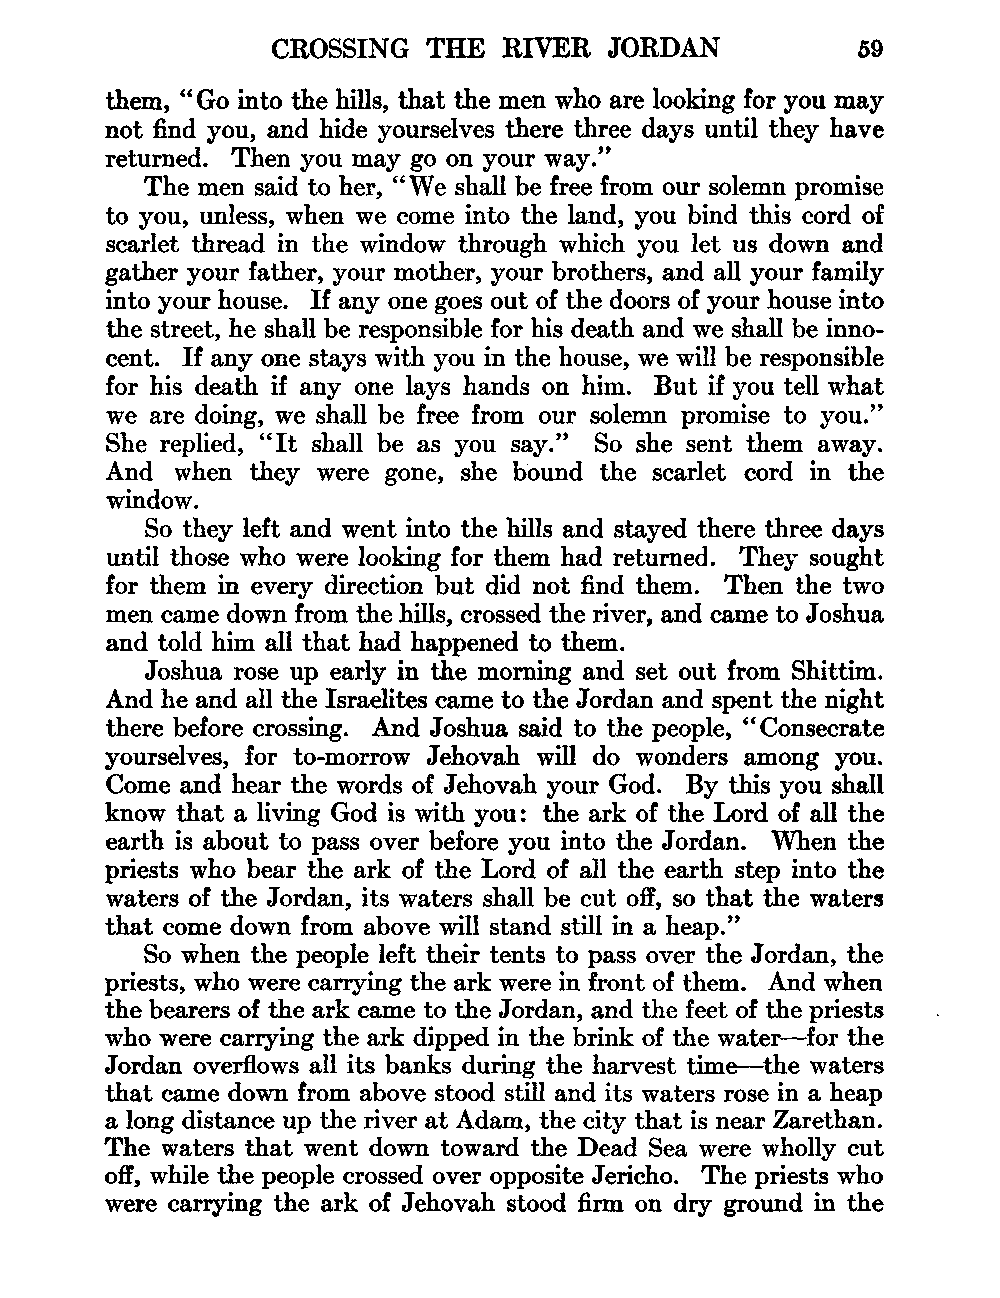 CROSSING THE RIVER JORDAN 59
them, “Go into the hills, that the men who are looking for you may
not find you, and hide yourselves there three days until they have
returned. Then you may go on your way.”
The men said to her, “We shall be free from our solemn promise
to you, unless, when we come into the land, you bind this cord of
scarlet thread in the window through which you let us down and
gather your father, your mother, your brothers, and all your family
into your house. If any one goes out of the doors of your house into
the street, he shall be responsible for his death and we shall be inno-
cent. If any one stays with you in the house, we will be responsible
for his death if any one lays hands on him. But if you tell what
we are doing, we shall be free from our solemn promise to you.”
She replied, “It shall be as you say.” So she sent them away.
And when they were gone, she bound the scarlet cord in the
window.
So they left and went into the hills and stayed there three days
until those who were looking for them had returned. They sought
for them in every direction but did not find them. Then the two
men came down from the hills, crossed the river, and came to Joshua
and told him all that had happened to them.
Joshua rose up early in the morning and set out from Shittim.
And he and all the Israelites came to the Jordan and spent the night
there before crossing. And Joshua said to the people, “Consecrate
yourselves, for to-morrow Jehovah will do wonders among you.
Come and hear the words of Jehovah your God. By this you shall
know that a living God is with you: the ark of the Lord of all the
earth is about to pass over before you into the Jordan. When the
priests who bear the ark of the Lord of all the earth step into the
waters of the Jordan, its waters shall be cut off, so that the waters
that come down from above will stand still in a heap.”
So when the people left their tents to pass over the Jordan, the
priests, who were carrying the ark were in front of them. And when
the bearers of the ark came to the Jordan, and the feet of the priests
who were carrying the ark dipped in the brink of the water—for the
Jordan overflows all its banks during the harvest time—the waters
that came down from above stood still and its waters rose in a heap
a long distance up the river at Adam, the city that is near Zarethan.
The waters that went down toward the Dead Sea were wholly cut
off, while the people crossed over opposite Jericho. The priests who
were carrying the ark of Jehovah stood firm on dry ground in the